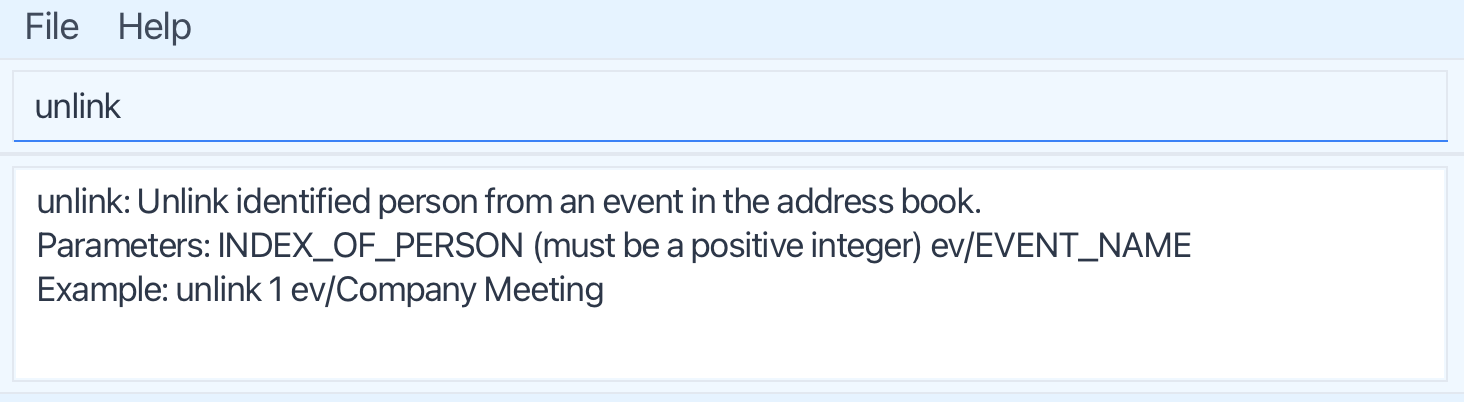 File Help
unlink
unlink: Unlink identified person from an event in the address book.
Parameters: INDEX_OF_PERSON (must be a positive integer) ev/EVENT_NAME
Example: unlink 1 ev/Company Meeting